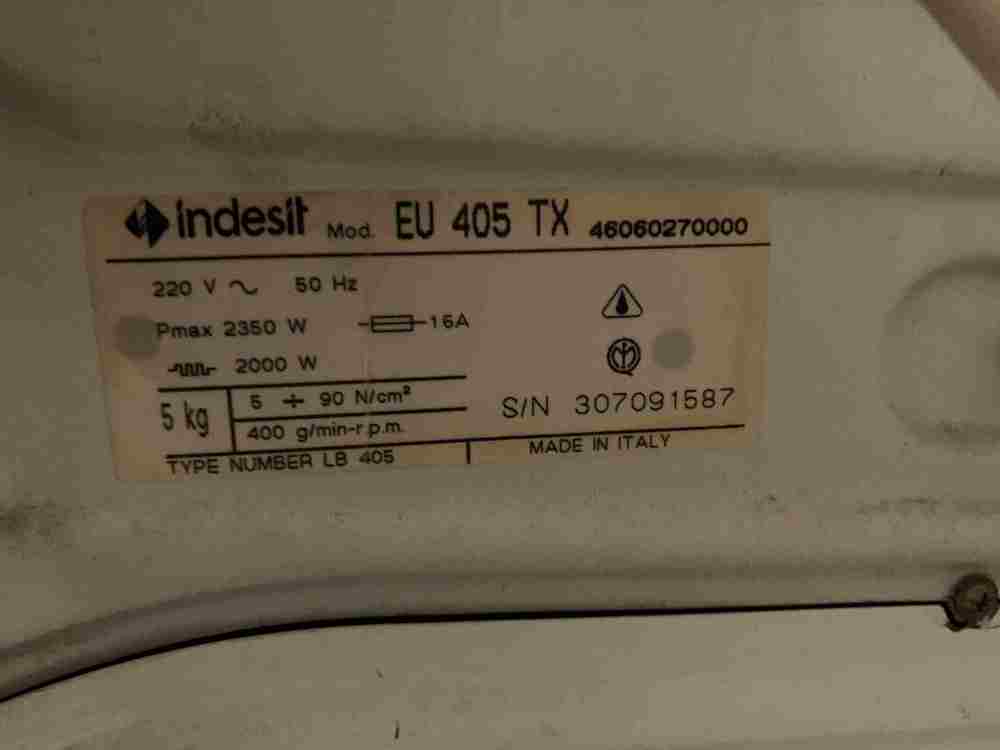 indesit Mod. EU 405 TX 46060270000
220 V ~ 50 Hz
Pmax 2350 W 16A
2000 W
5 kg
5 ÷ 90 N/cm²
400 g/min-r.p.m.
S/N 307091587
TYPE NUMBER LB 405
MADE IN ITALY